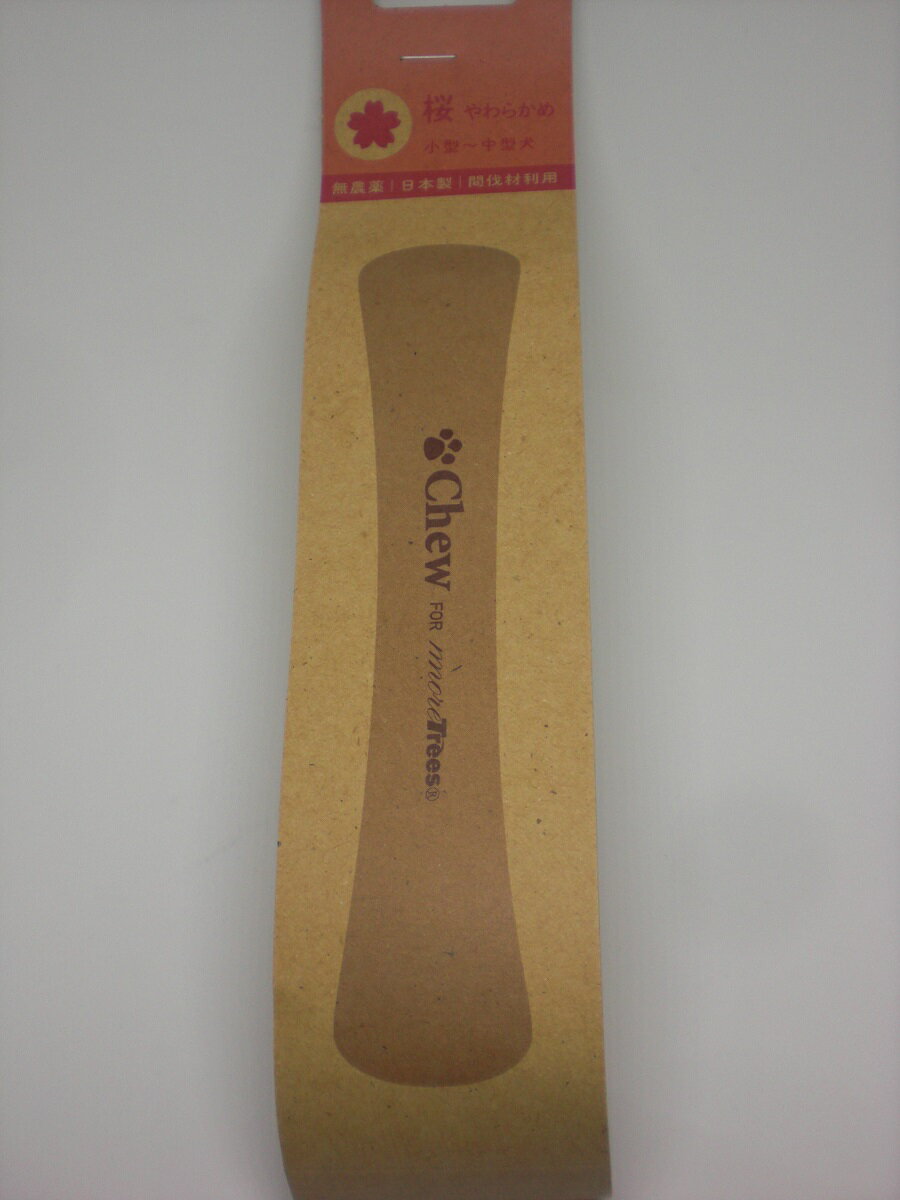 桜 やわらかめ
小型～中型犬
無農薬|日本製|間伐材利用
Chew FOR moreTrees®